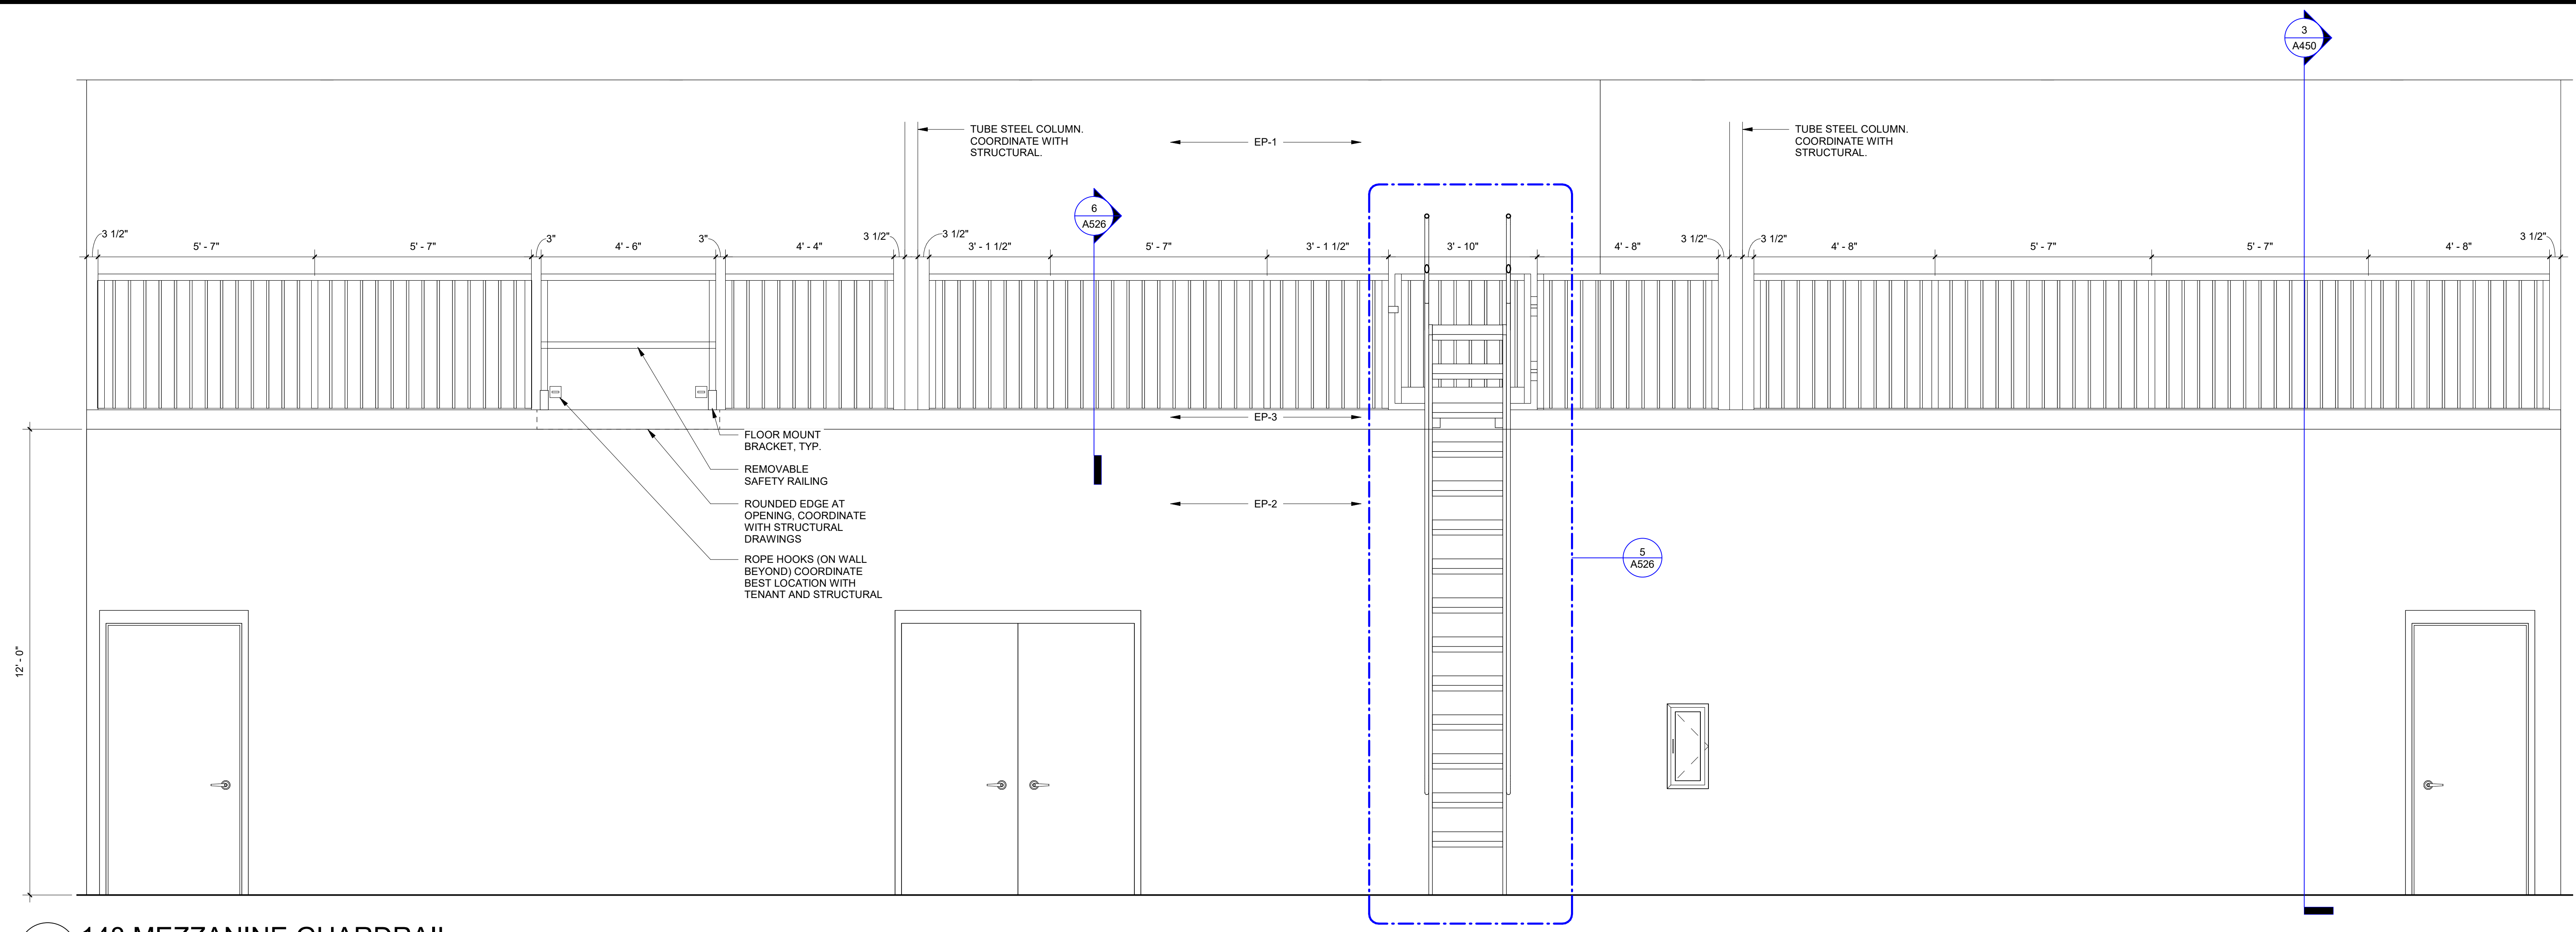 3
A450
TUBE STEEL COLUMN.
COORDINATE WITH
STRUCTURAL.
EP-1
TUBE STEEL COLUMN.
COORDINATE WITH
STRUCTURAL.
6
A526
3 1/2"
5' - 7"
5' - 7"
3"
4' - 6"
3"
4' - 4"
3 1/2"
3 1/2"
3' - 1 1/2"
5' - 7"
3' - 1 1/2"
3' - 10"
4' - 8"
3 1/2"
3 1/2"
4' - 8"
5' - 7"
5' - 7"
4' - 8"
3 1/2"
EP-3
FLOOR MOUNT
BRACKET, TYP.
REMOVABLE
SAFETY RAILING
ROUNDED EDGE AT
OPENING, COORDINATE
WITH STRUCTURAL
DRAWINGS
EP-2
ROPE HOOKS (ON WALL
BEYOND) COORDINATE
BEST LOCATION WITH
TENANT AND STRUCTURAL
5
A526
12' - 0"
MEZZANINE GUARDRAIL